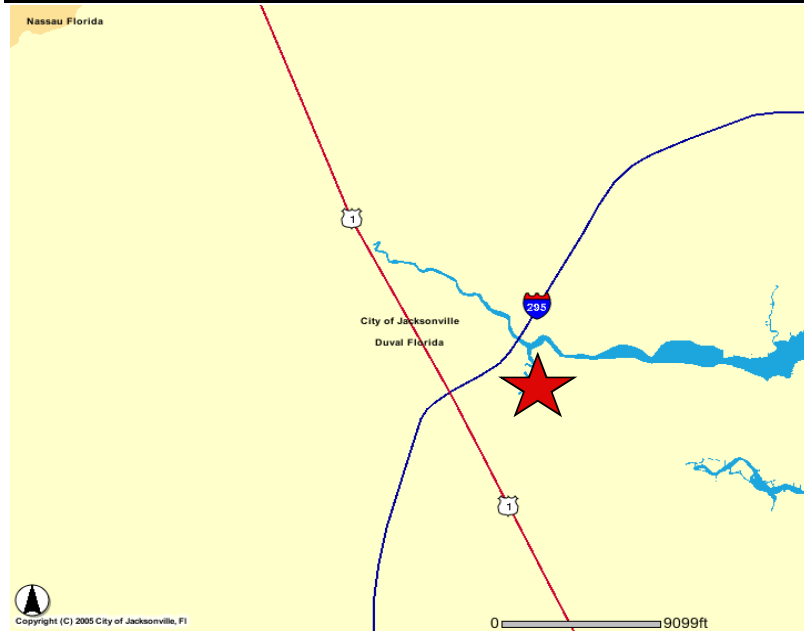 Nassau Florida
1
295
City of Jacksonville
Duval Florida
1
Copyright (C) 2005 City of Jacksonville, Fl
0 9099ft